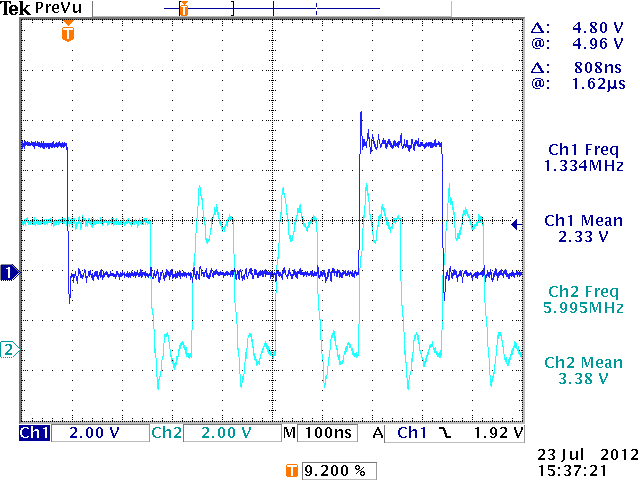 Tek PreVu
T
T
Δ: 4.80 V
@: 4.96 V
Δ: 808ns
@: 1.62µs
Ch1 Freq
1.334MHz
Ch1 Mean
2.33 V
Ch2 Freq
5.995MHz
Ch2 Mean
3.38 V
1
2
Ch1 2.00 V Ch2 2.00 V M 100ns A Ch1 1.92 V
T 9.200 %
23 Jul 2012
15:37:21